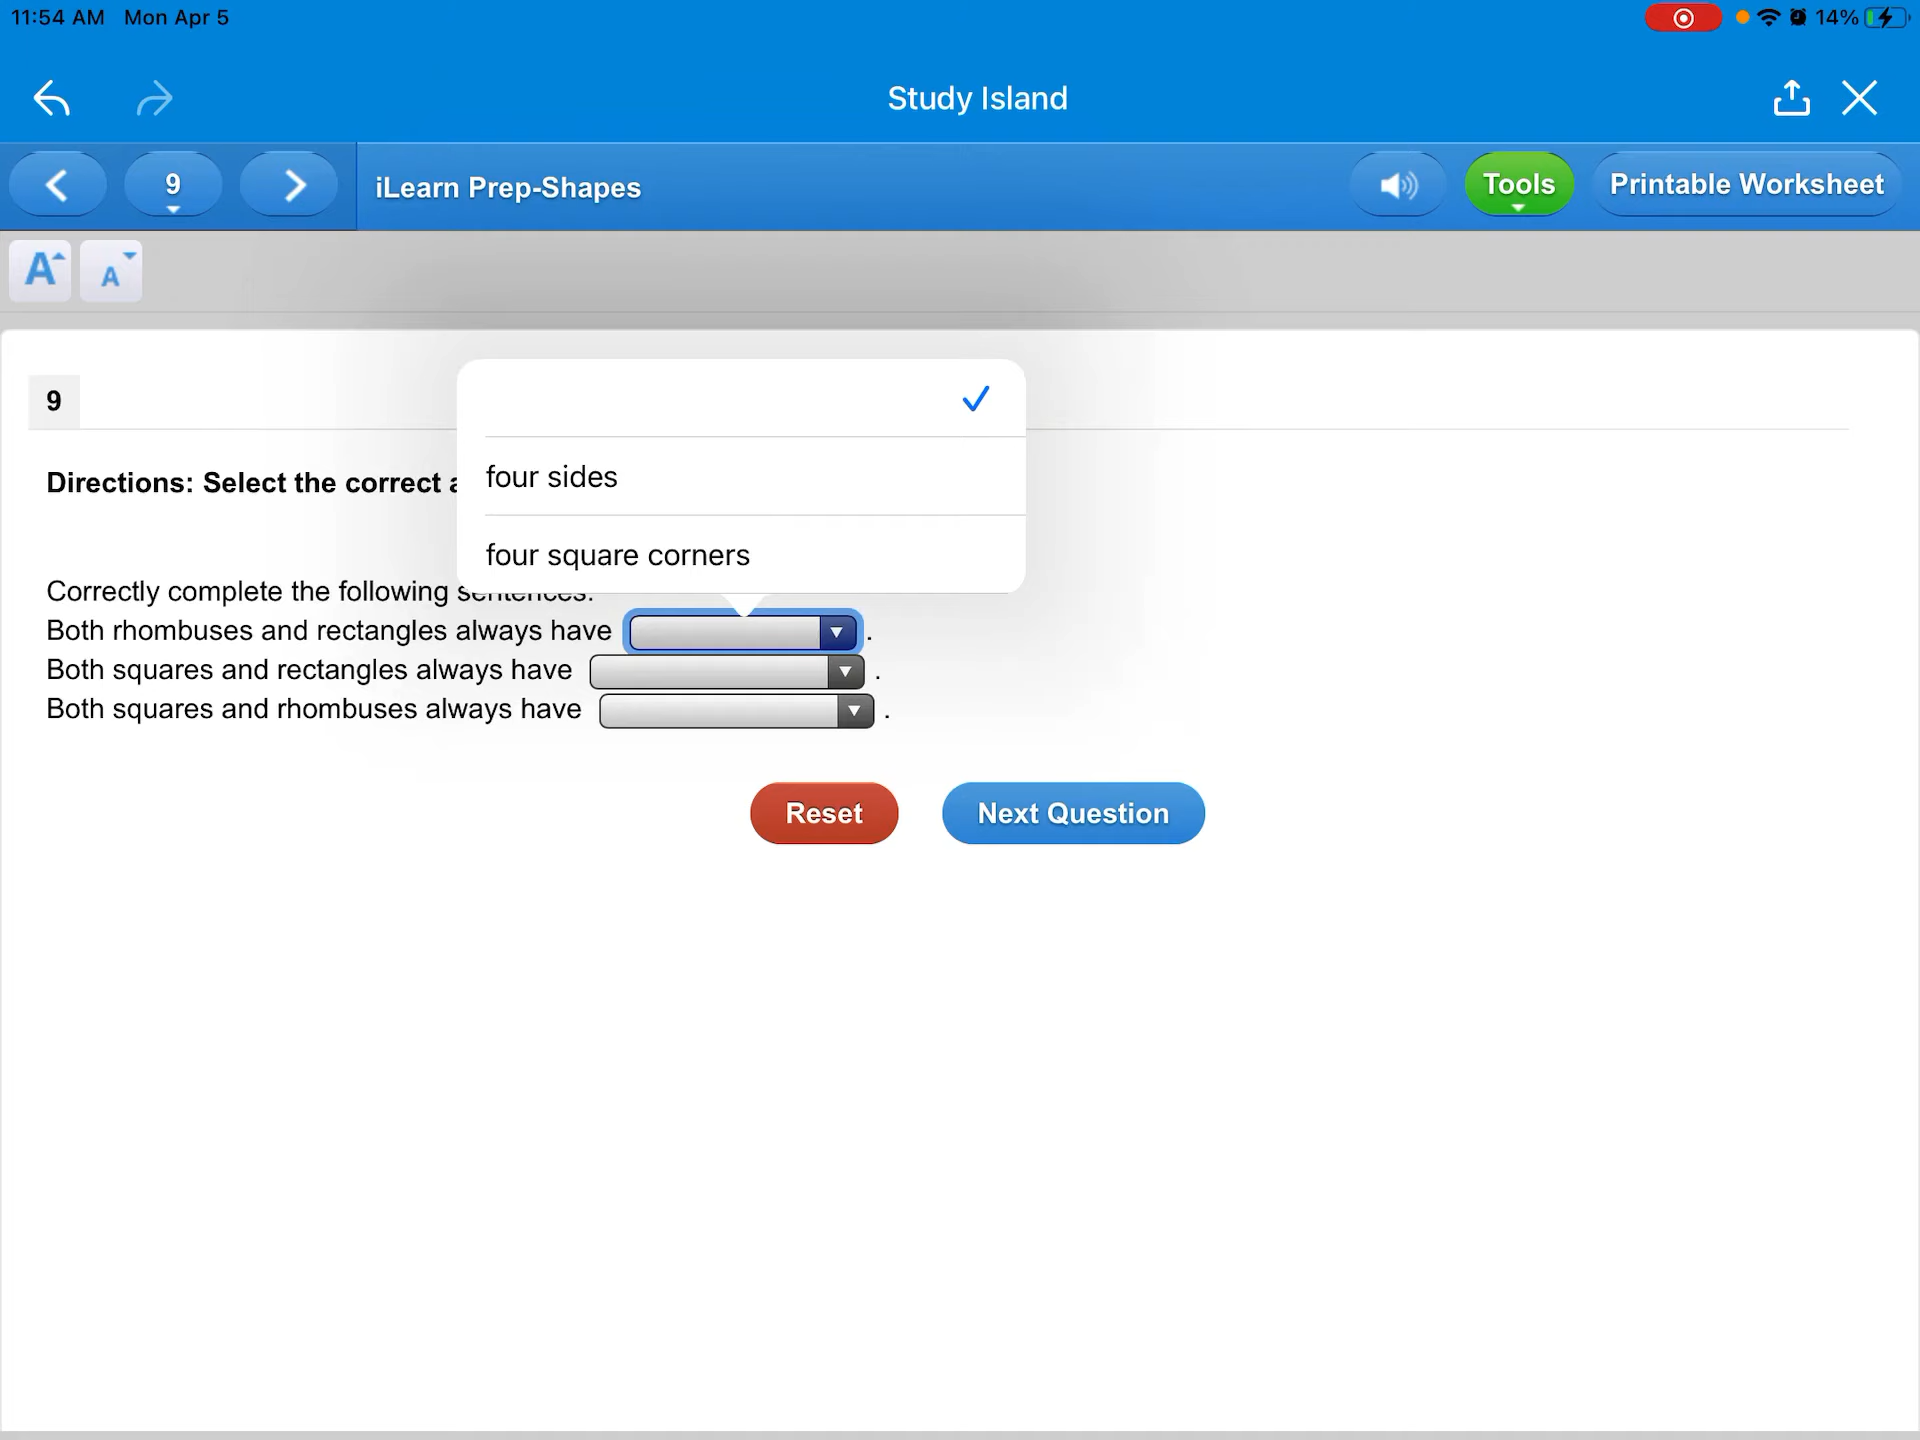 11:54 AM Mon Apr 5
14%
Study Island
9
iLearn Prep-Shapes
Tools
Printable Worksheet
A A
9
Directions: Select the correct
four sides
four square corners
Correctly complete the following sentences.
Both rhombuses and rectangles always have .
Both squares and rectangles always have .
Both squares and rhombuses always have .
Reset
Next Question